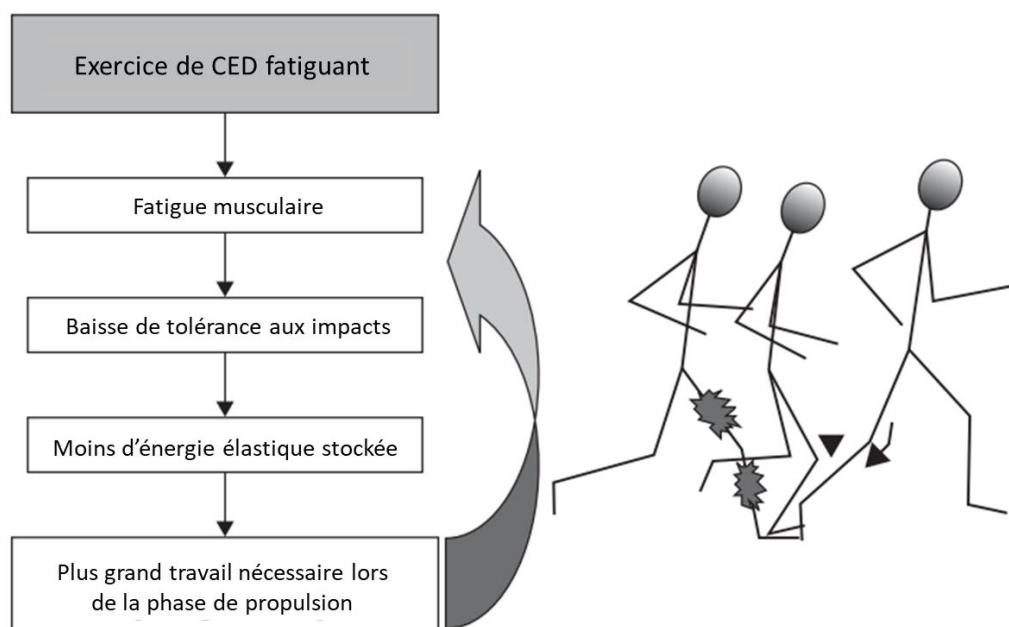 Exercice de CED fatiguant
Fatigue musculaire
Baisse de tolérance aux impacts
Moins d'énergie élastique stockée
Plus grand travail nécessaire lors
de la phase de propulsion